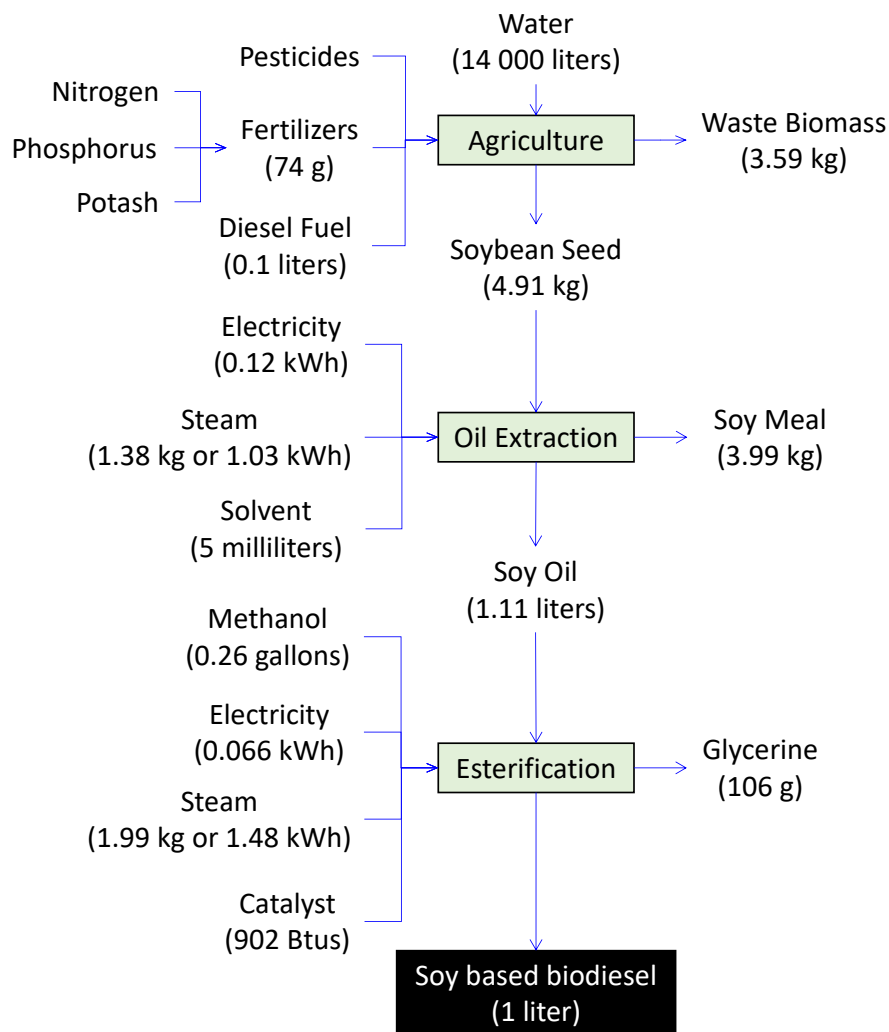 Water
(14 000 liters)
Pesticides
Nitrogen
Phosphorus
Potash
Fertilizers
(74 g)
Diesel Fuel
(0.1 liters)
Agriculture
Waste Biomass
(3.59 kg)
Soybean Seed
(4.91 kg)
Electricity
(0.12 kWh)
Steam
(1.38 kg or 1.03 kWh)
Solvent
(5 milliliters)
Oil Extraction
Soy Meal
(3.99 kg)
Soy Oil
(1.11 liters)
Methanol
(0.26 gallons)
Electricity
(0.066 kWh)
Steam
(1.99 kg or 1.48 kWh)
Catalyst
(902 Btus)
Esterification
Glycerine
(106 g)
Soy based biodiesel
(1 liter)